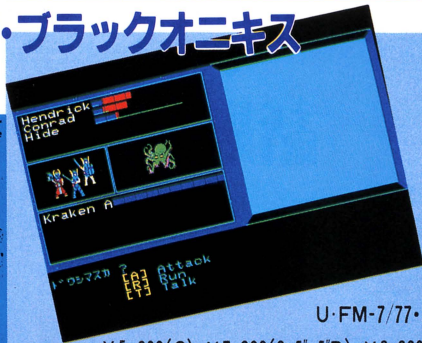 ・ブラックオニキス
Hendrick
Conrad
Hide
Kraken A
ドウシマスカ ?
[A] Attack
[R] Run
[T] Talk
U・FM-7/77・